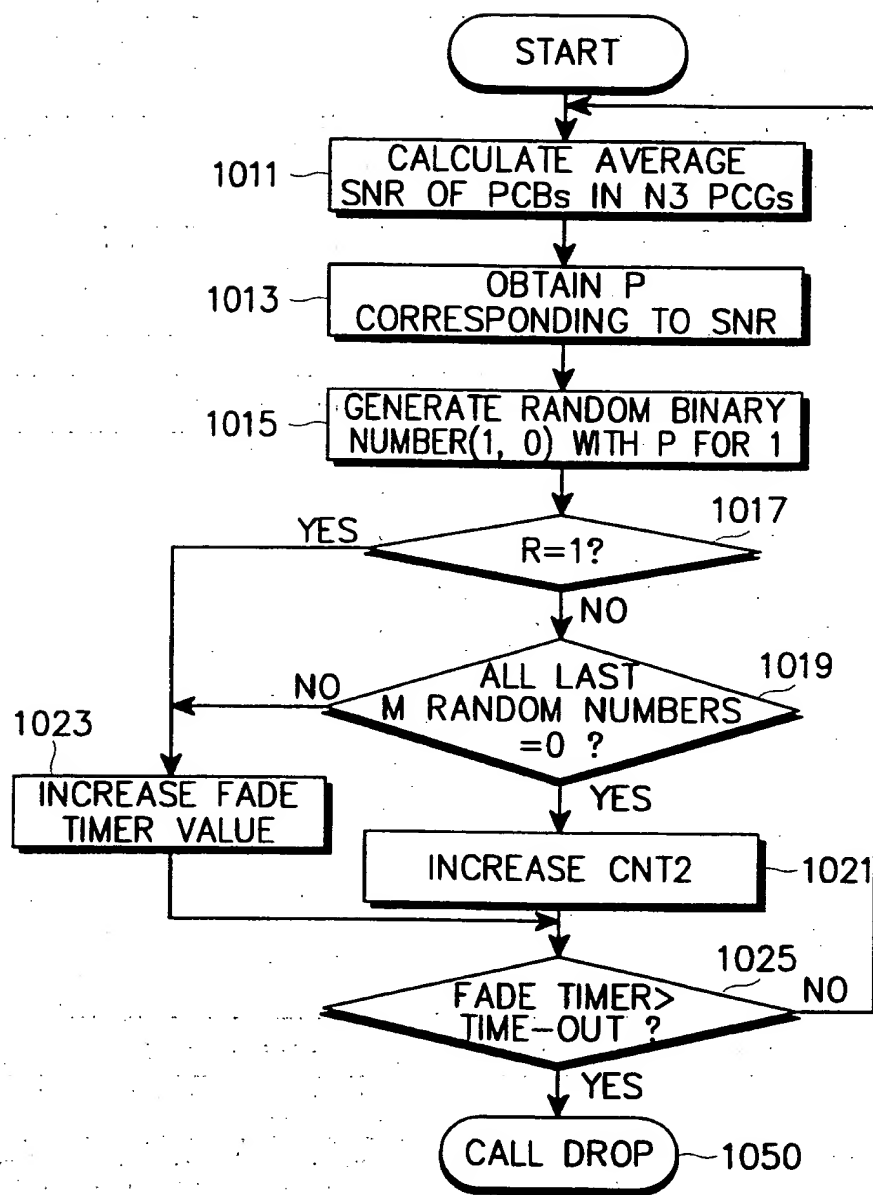 START
1011
CALCULATE AVERAGE
SNR OF PCBs IN N3 PCGs
1013
OBTAIN P
CORRESPONDING TO SNR
1015
GENERATE RANDOM BINARY
NUMBER(1, 0) WITH P FOR 1
1017
YES
R=1?
NO
1019
ALL LAST
M RANDOM NUMBERS
=0 ?
NO
YES
1023
INCREASE FADE
TIMER VALUE
INCREASE CNT2
1021
1025
FADE TIMER>
TIME-OUT ?
NO
YES
CALL DROP
1050